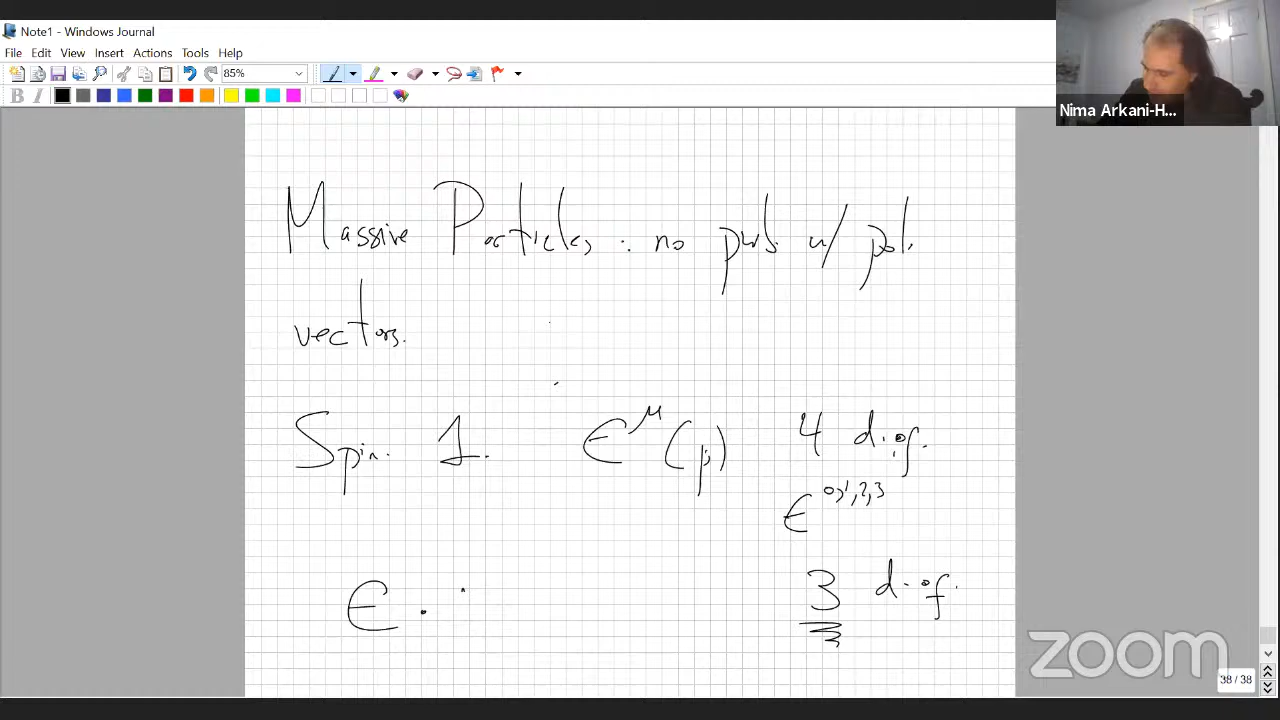 Note1 - Windows Journal
File Edit View Insert Actions Tools Help
85%
B I
Nima Arkani-H...
Massive Particles : no prob. w/ pol.
vectors.
Spin 1. ϵ^μ(p) 4 d.o.f.
ϵ^0,1,2,3
ϵ · 3 d.o.f.
zoom
38 / 38